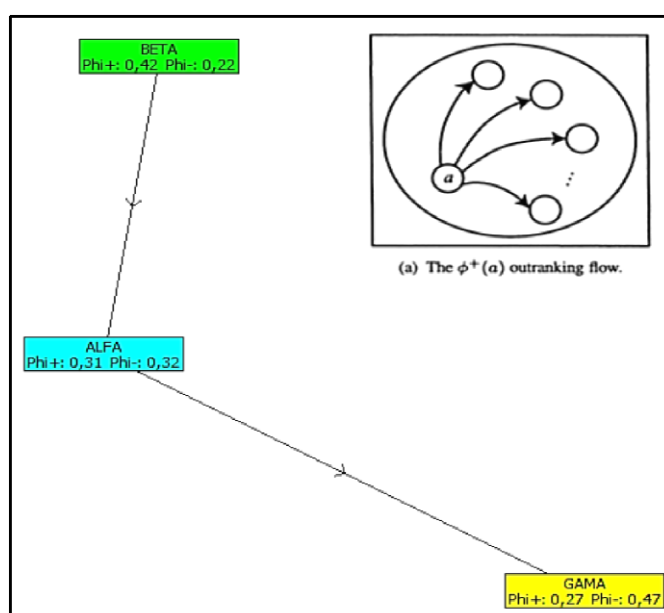 BETA
Phi+: 0,42 Phi-: 0,22
a
(a) The ϕ⁺(a) outranking flow.
ALFA
Phi+: 0,31 Phi-: 0,32
GAMA
Phi+: 0,27 Phi-: 0,47